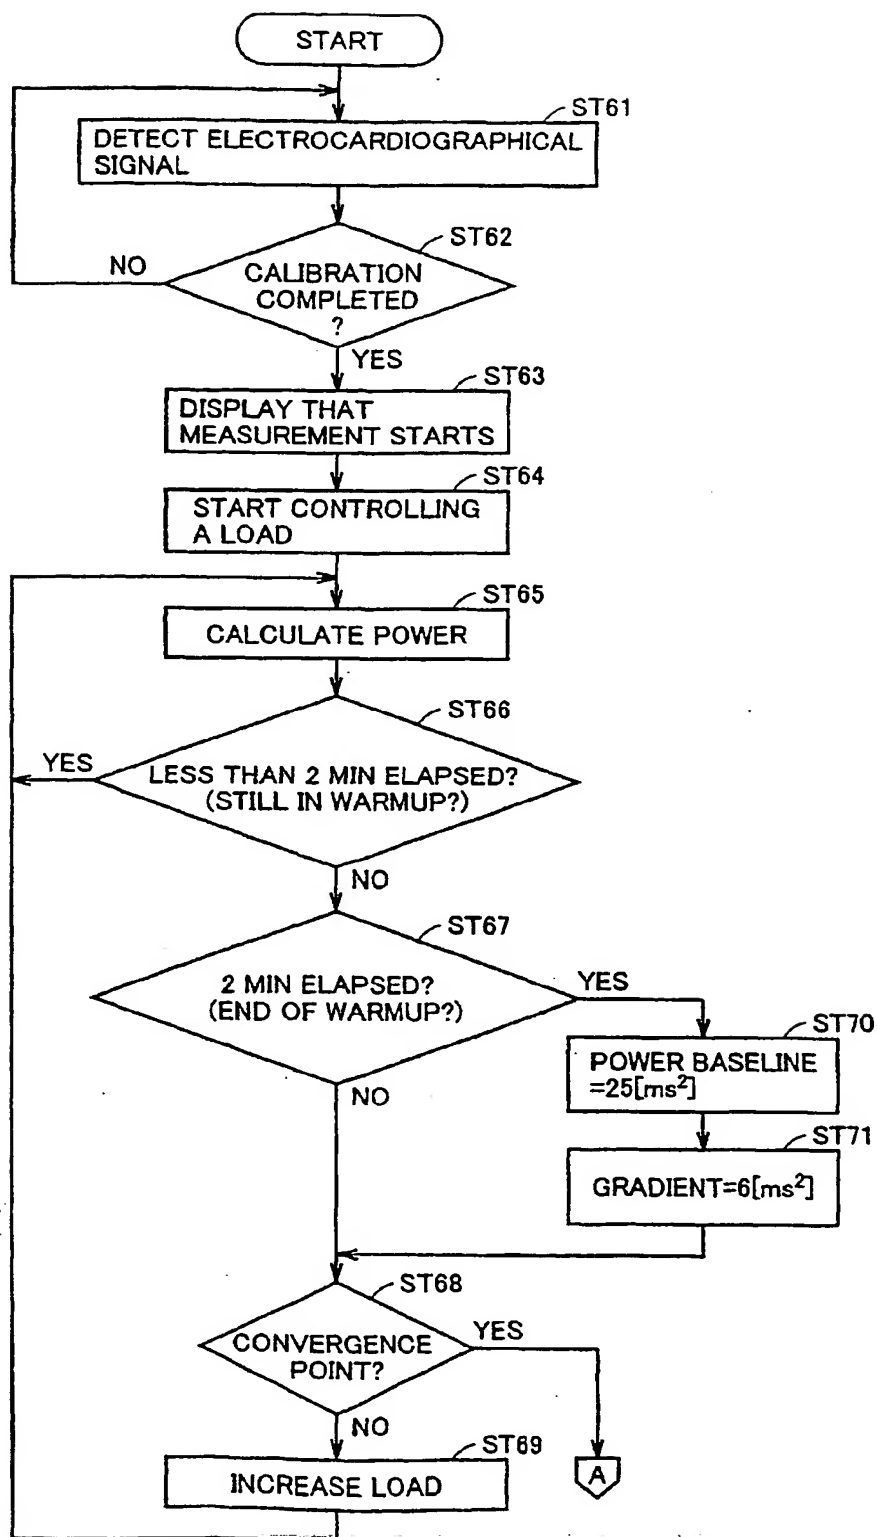 START
ST61
DETECT ELECTROCARDIOGRAPHICAL
SIGNAL
ST62
NO
CALIBRATION
COMPLETED
?
YES
ST63
DISPLAY THAT
MEASUREMENT STARTS
ST64
START CONTROLLING
A LOAD
ST65
CALCULATE POWER
ST66
YES
LESS THAN 2 MIN ELAPSED?
(STILL IN WARMUP?)
NO
ST67
2 MIN ELAPSED?
(END OF WARMUP?)
YES
ST70
POWER BASELINE
=25[ms²]
NO
ST71
GRADIENT=6[ms²]
ST68
CONVERGENCE
POINT?
YES
NO
ST69
INCREASE LOAD
A